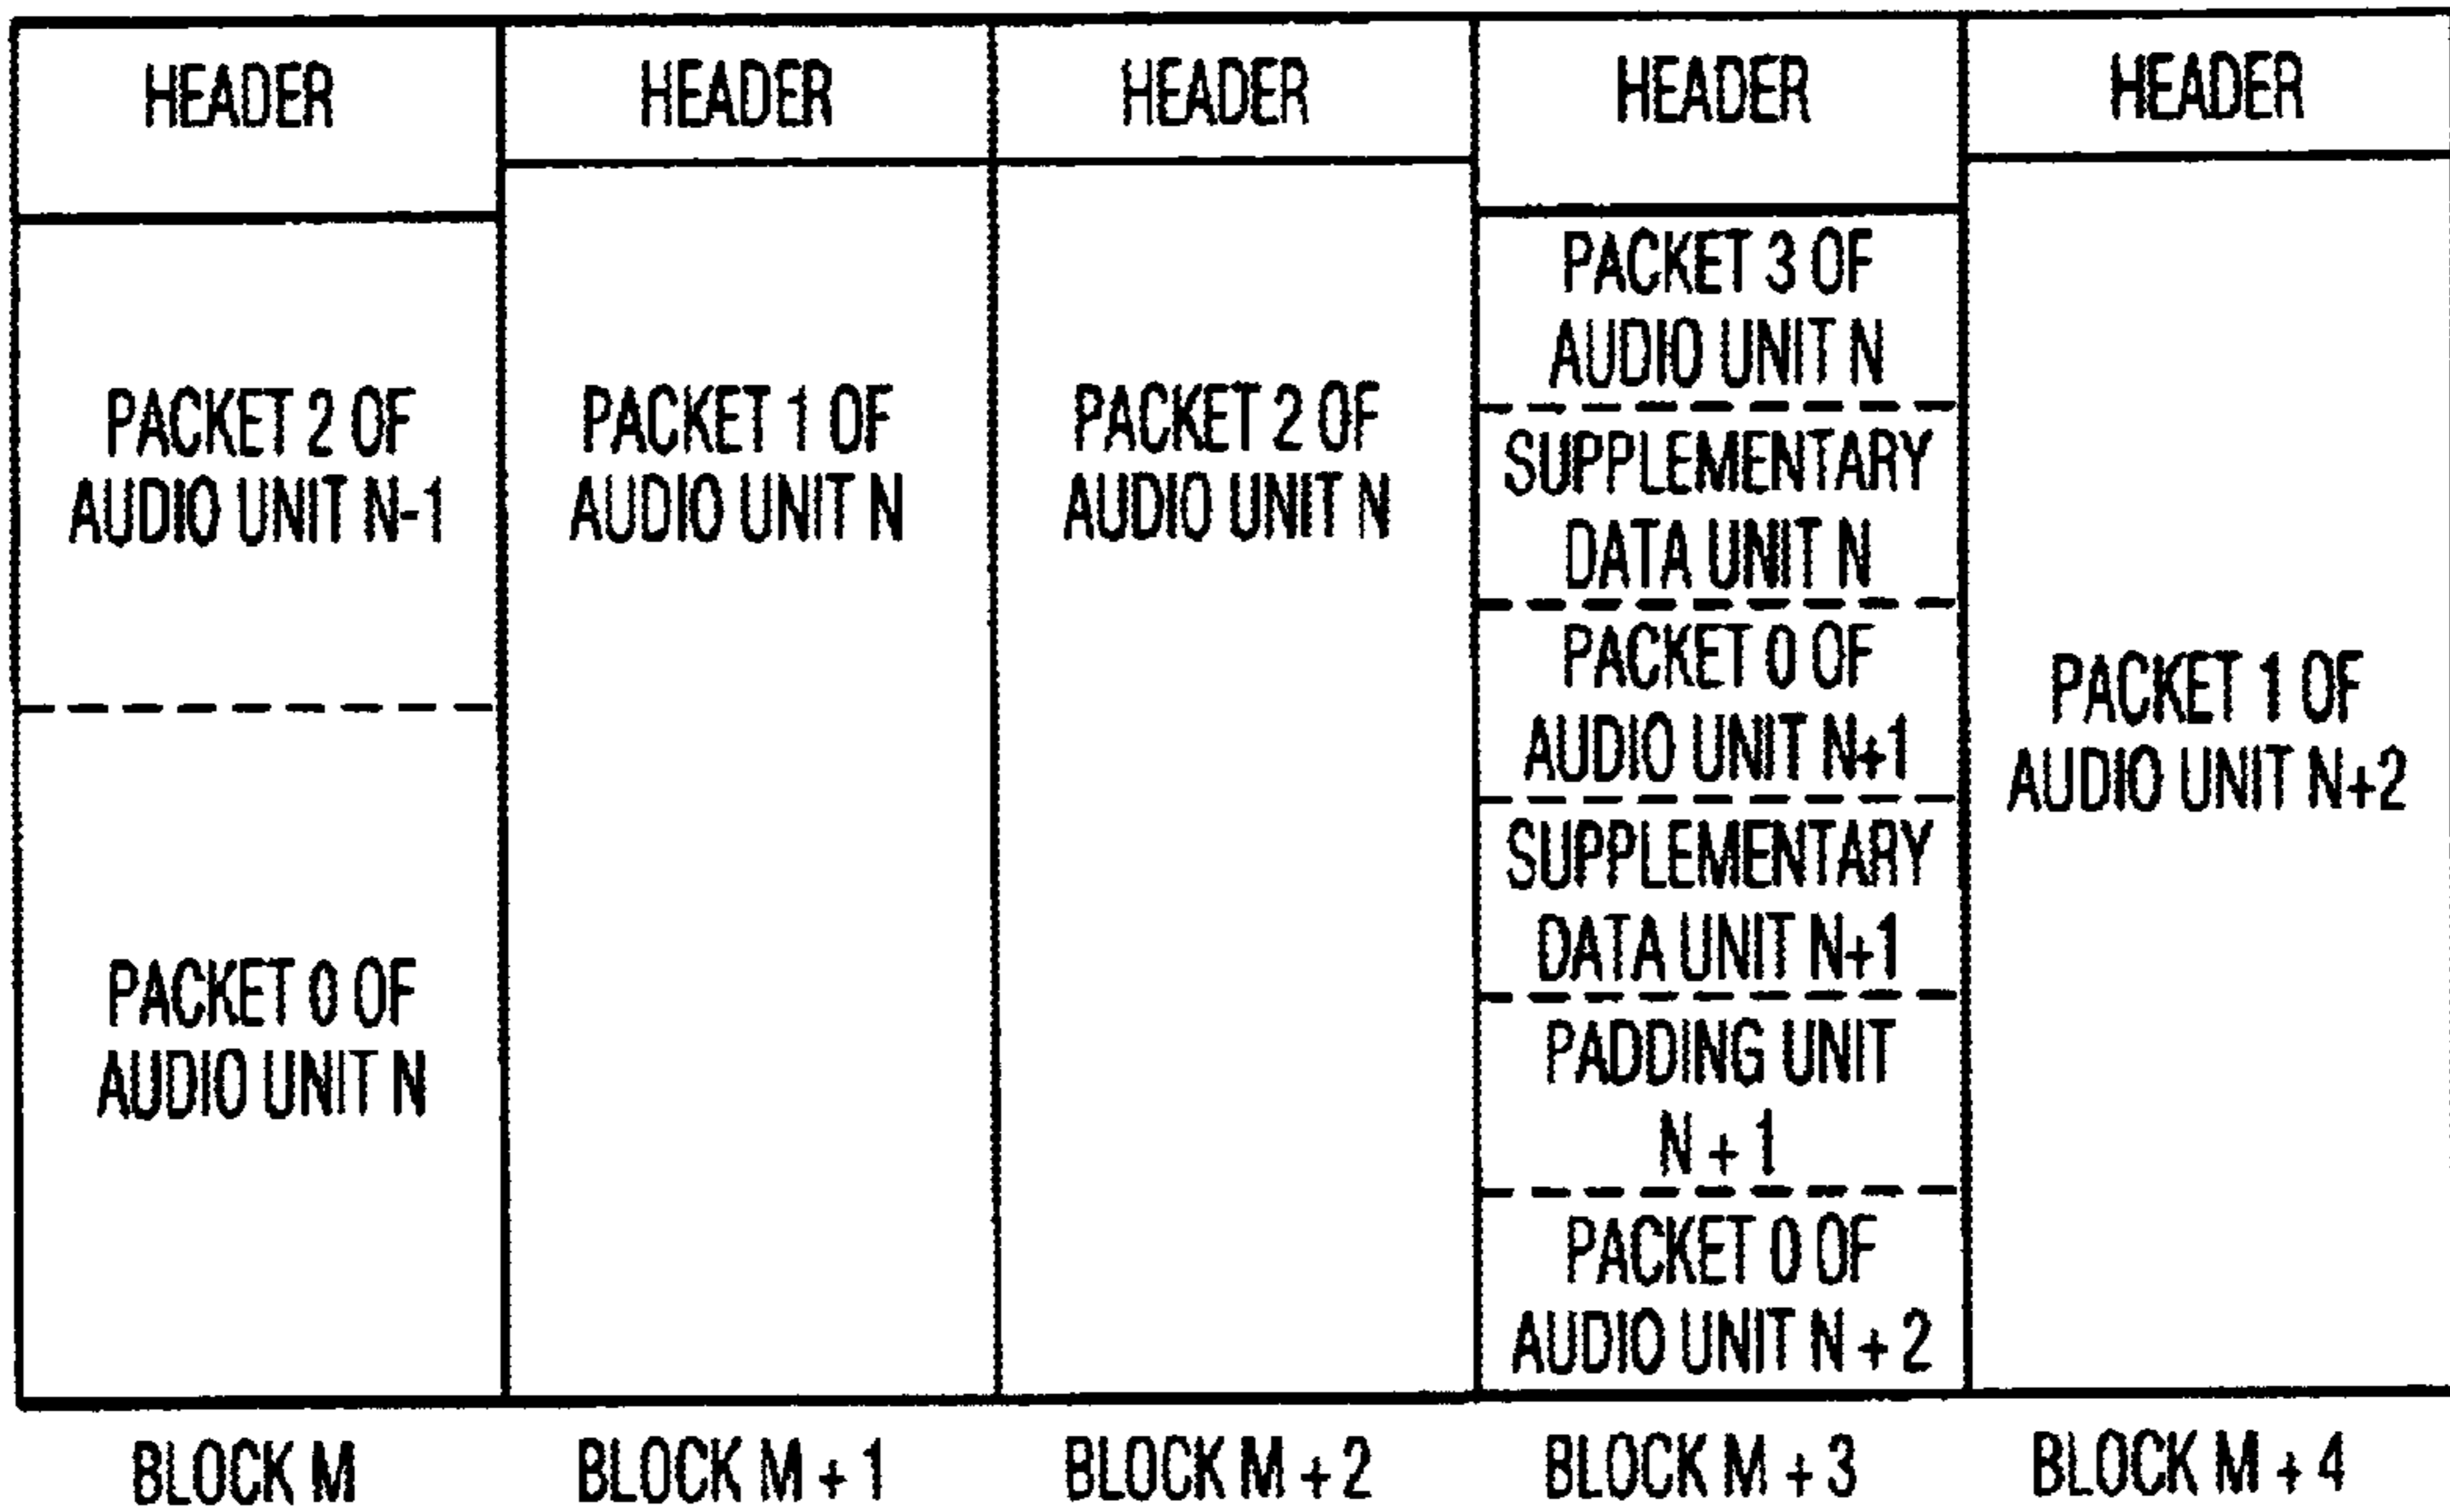 HEADER
HEADER
HEADER
HEADER
HEADER
PACKET 2 OF
AUDIO UNIT N-1
PACKET 0 OF
AUDIO UNIT N
PACKET 1 OF
AUDIO UNIT N
PACKET 2 OF
AUDIO UNIT N
PACKET 3 OF
AUDIO UNIT N
SUPPLEMENTARY
DATA UNIT N
PACKET 0 OF
AUDIO UNIT N+1
SUPPLEMENTARY
DATA UNIT N+1
PADDING UNIT
N + 1
PACKET 0 OF
AUDIO UNIT N + 2
PACKET 1 OF
AUDIO UNIT N+2
BLOCK M
BLOCK M + 1
BLOCK M + 2
BLOCK M + 3
BLOCK M + 4